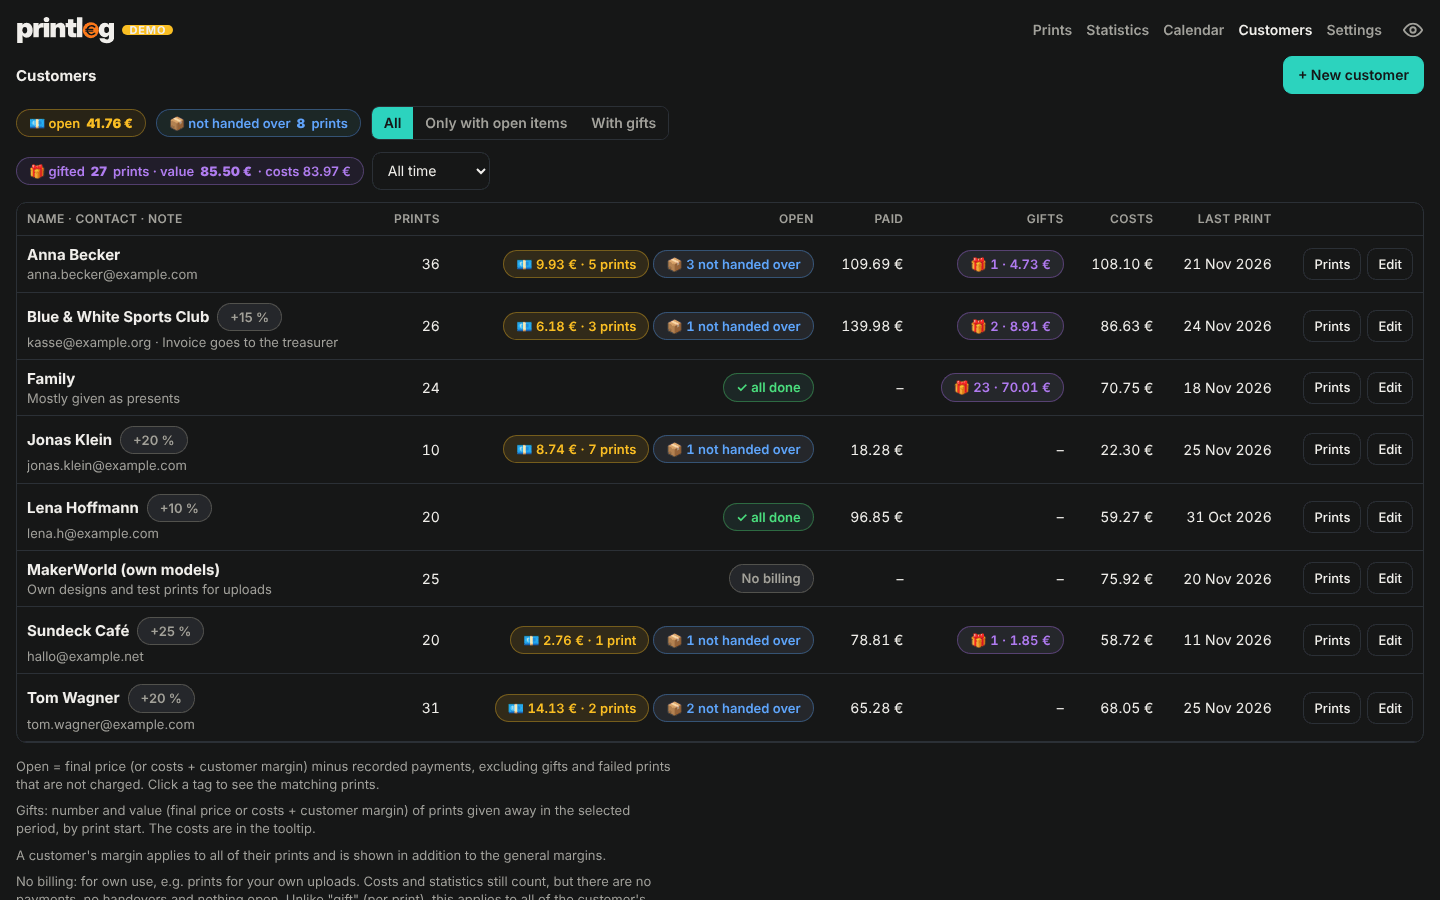 printlog DEMO
Prints Statistics Calendar Customers Settings
Customers
+ New customer
💶 open 41.76 € 📦 not handed over 8 prints All Only with open items With gifts
🎁 gifted 27 prints · value 85.50 € · costs 83.97 € All time
NAME · CONTACT · NOTE PRINTS OPEN PAID GIFTS COSTS LAST PRINT
Anna Becker
anna.becker@example.com
36 💶 9.93 € · 5 prints 📦 3 not handed over 109.69 € 🎁 1 · 4.73 € 108.10 € 21 Nov 2026 Prints Edit
Blue & White Sports Club +15 %
kasse@example.org · Invoice goes to the treasurer
26 💶 6.18 € · 3 prints 📦 1 not handed over 139.98 € 🎁 2 · 8.91 € 86.63 € 24 Nov 2026 Prints Edit
Family
Mostly given as presents
24 ✓ all done – 🎁 23 · 70.01 € 70.75 € 18 Nov 2026 Prints Edit
Jonas Klein +20 %
jonas.klein@example.com
10 💶 8.74 € · 7 prints 📦 1 not handed over 18.28 € – 22.30 € 25 Nov 2026 Prints Edit
Lena Hoffmann +10 %
lena.h@example.com
20 ✓ all done 96.85 € – 59.27 € 31 Oct 2026 Prints Edit
MakerWorld (own models)
Own designs and test prints for uploads
25 No billing – – 75.92 € 20 Nov 2026 Prints Edit
Sundeck Café +25 %
hallo@example.net
20 💶 2.76 € · 1 print 📦 1 not handed over 78.81 € 🎁 1 · 1.85 € 58.72 € 11 Nov 2026 Prints Edit
Tom Wagner +20 %
tom.wagner@example.com
31 💶 14.13 € · 2 prints 📦 2 not handed over 65.28 € – 68.05 € 25 Nov 2026 Prints Edit
Open = final price (or costs + customer margin) minus recorded payments, excluding gifts and failed prints
that are not charged. Click a tag to see the matching prints.
Gifts: number and value (final price or costs + customer margin) of prints given away in the selected
period, by print start. The costs are in the tooltip.
A customer's margin applies to all of their prints and is shown in addition to the general margins.
No billing: for own use, e.g. prints for your own uploads. Costs and statistics still count, but there are no
payments, no handovers and nothing open. Unlike "gift" (per print), this applies to all of the customer's